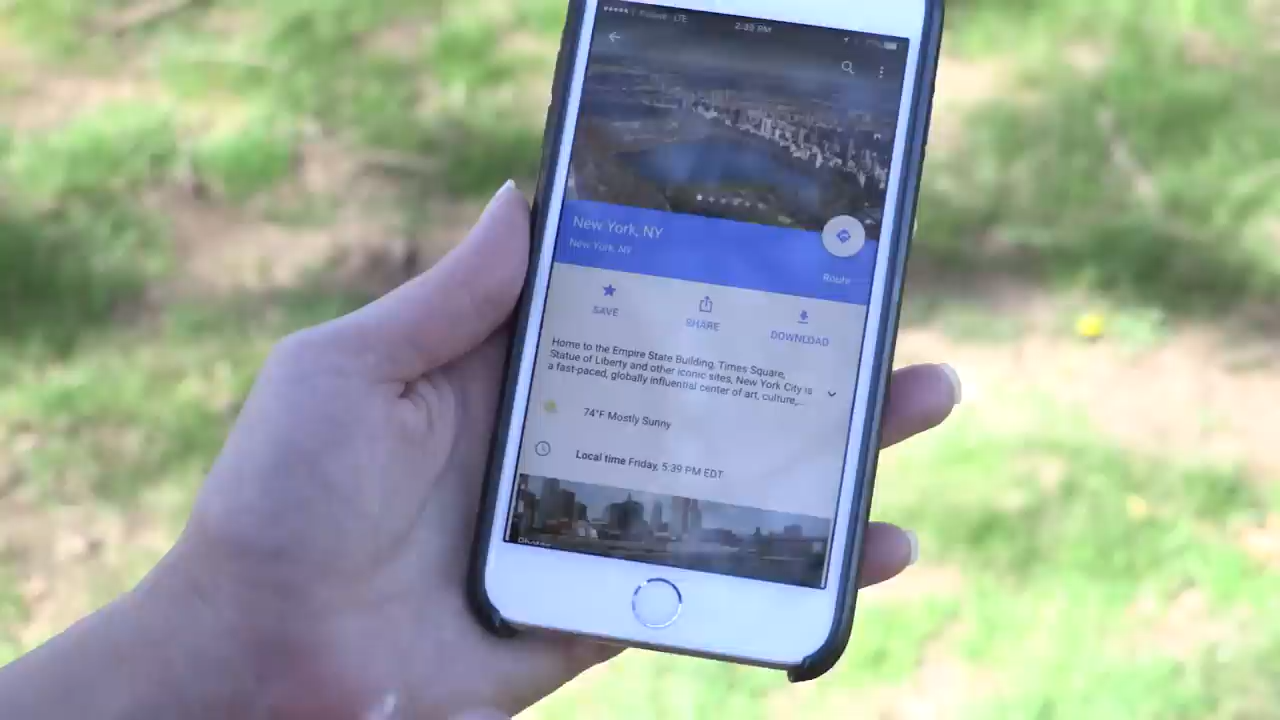 LTE
2:39 PM
New York, NY
New York, NY
Route
SAVE
SHARE
DOWNLOAD
Home to the Empire State Building, Times Square,
Statue of Liberty and other iconic sites, New York City is
a fast-paced, globally influential center of art, culture,...
74°F Mostly Sunny
Local time Friday, 5:39 PM EDT
Photos